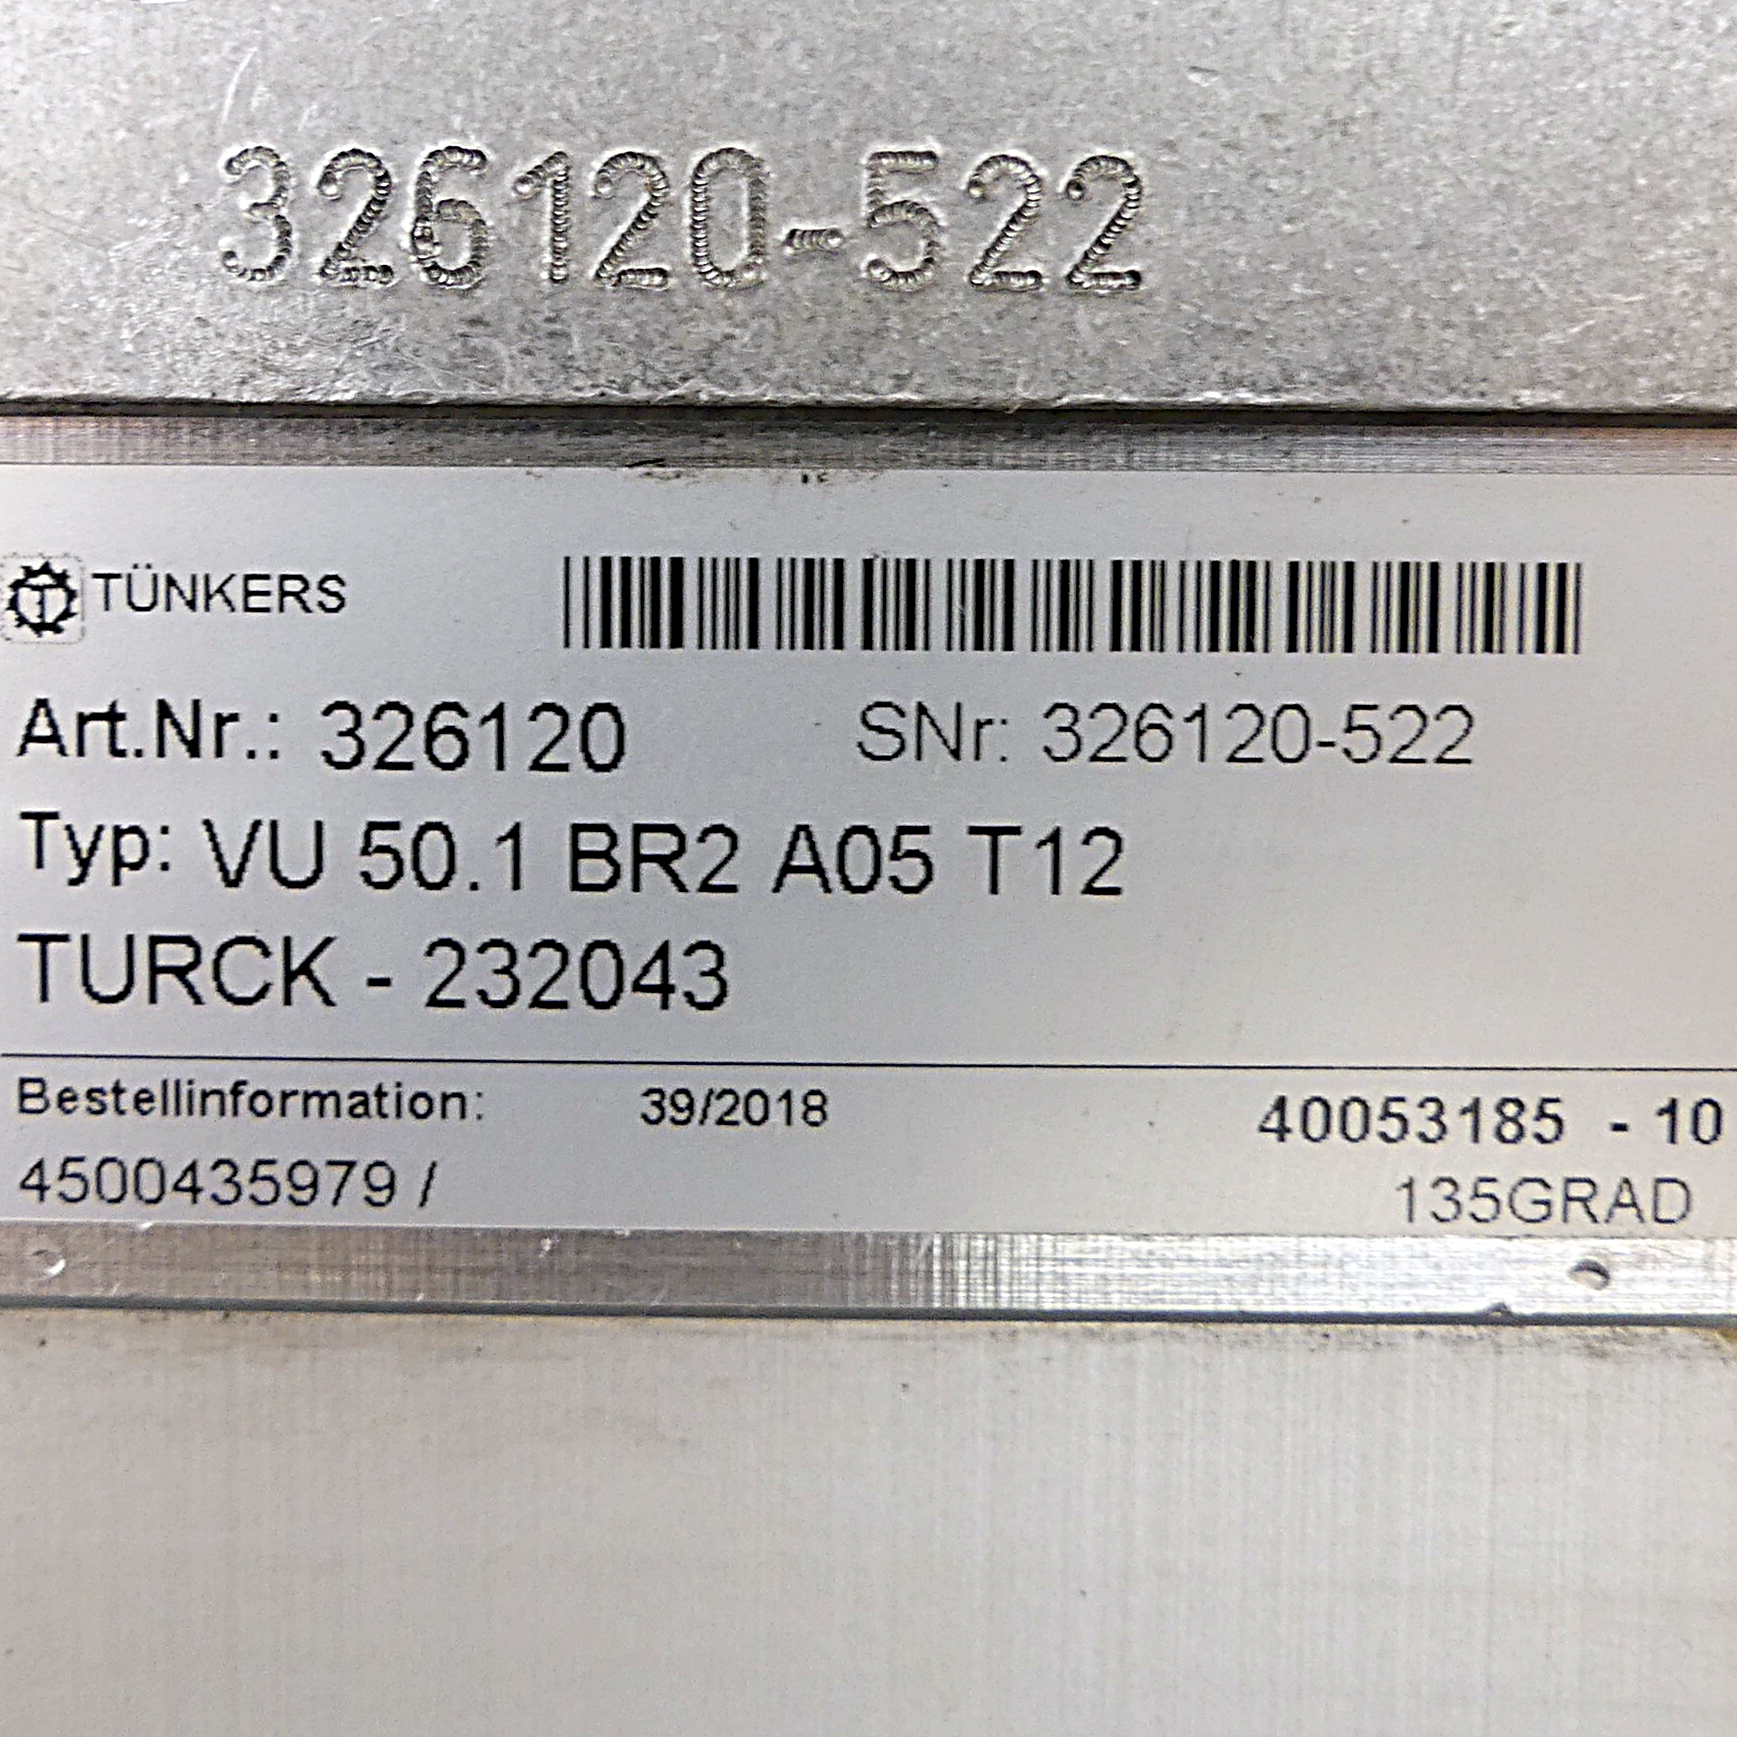 326120-522
TÜNKERS
Art.Nr.: 326120 SNr: 326120-522
Typ: VU 50.1 BR2 A05 T12
TURCK - 232043
Bestellinformation: 39/2018 40053185 - 10
4500435979 / 135GRAD